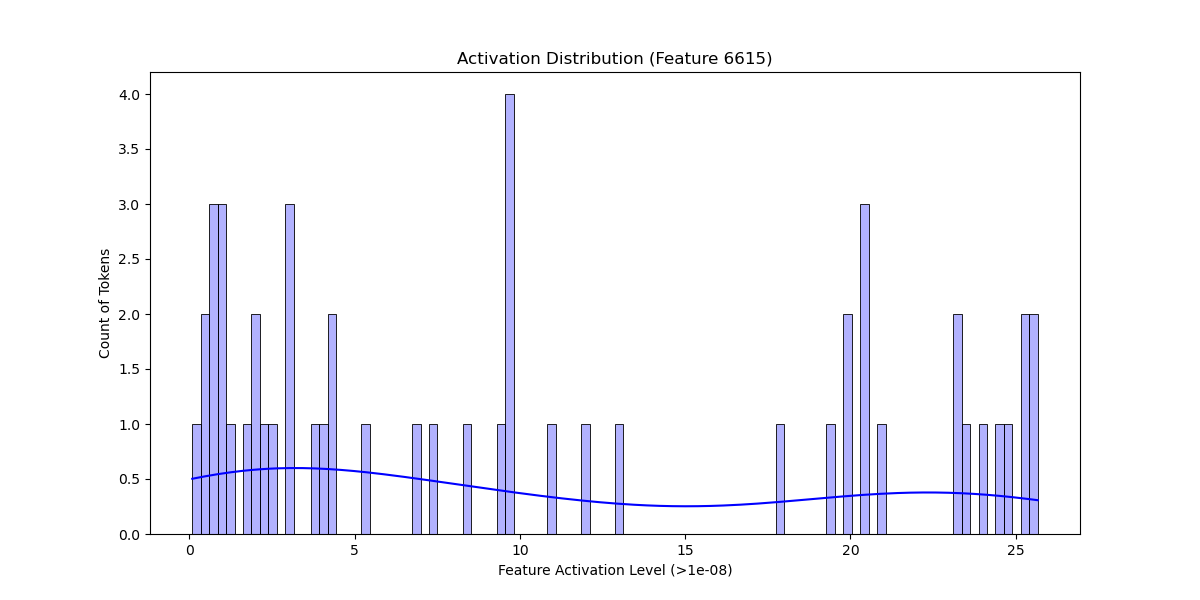 Activation Distribution (Feature 6615)
4.0
3.5
3.0
2.5
2.0
1.5
1.0
0.5
0.0
Count of Tokens
0 5 10 15 20 25
Feature Activation Level (>1e-08)